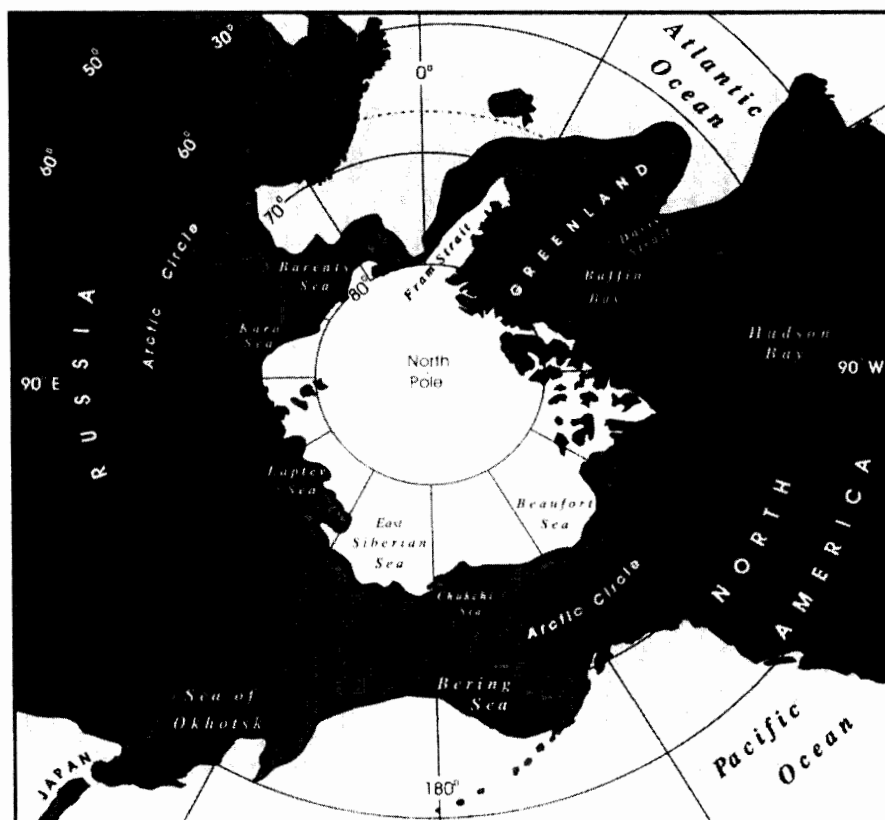 50°
30°
0°
Atlantic
Ocean
60°
60°
70°
GREENLAND
Davis
Strait
Arctic Circle
Barents
Sea
80°
Fram Strait
Baffin
Bay
Kara
Sea
Hudson
Bay
RUSSIA
90°E
North
Pole
90°W
Laptev
Sea
East
Siberian
Sea
Beaufort
Sea
NORTH
AMERICA
Chukchi
Sea
Arctic Circle
Bering
Sea
Sea of
Okhotsk
Pacific
Ocean
JAPAN
180°